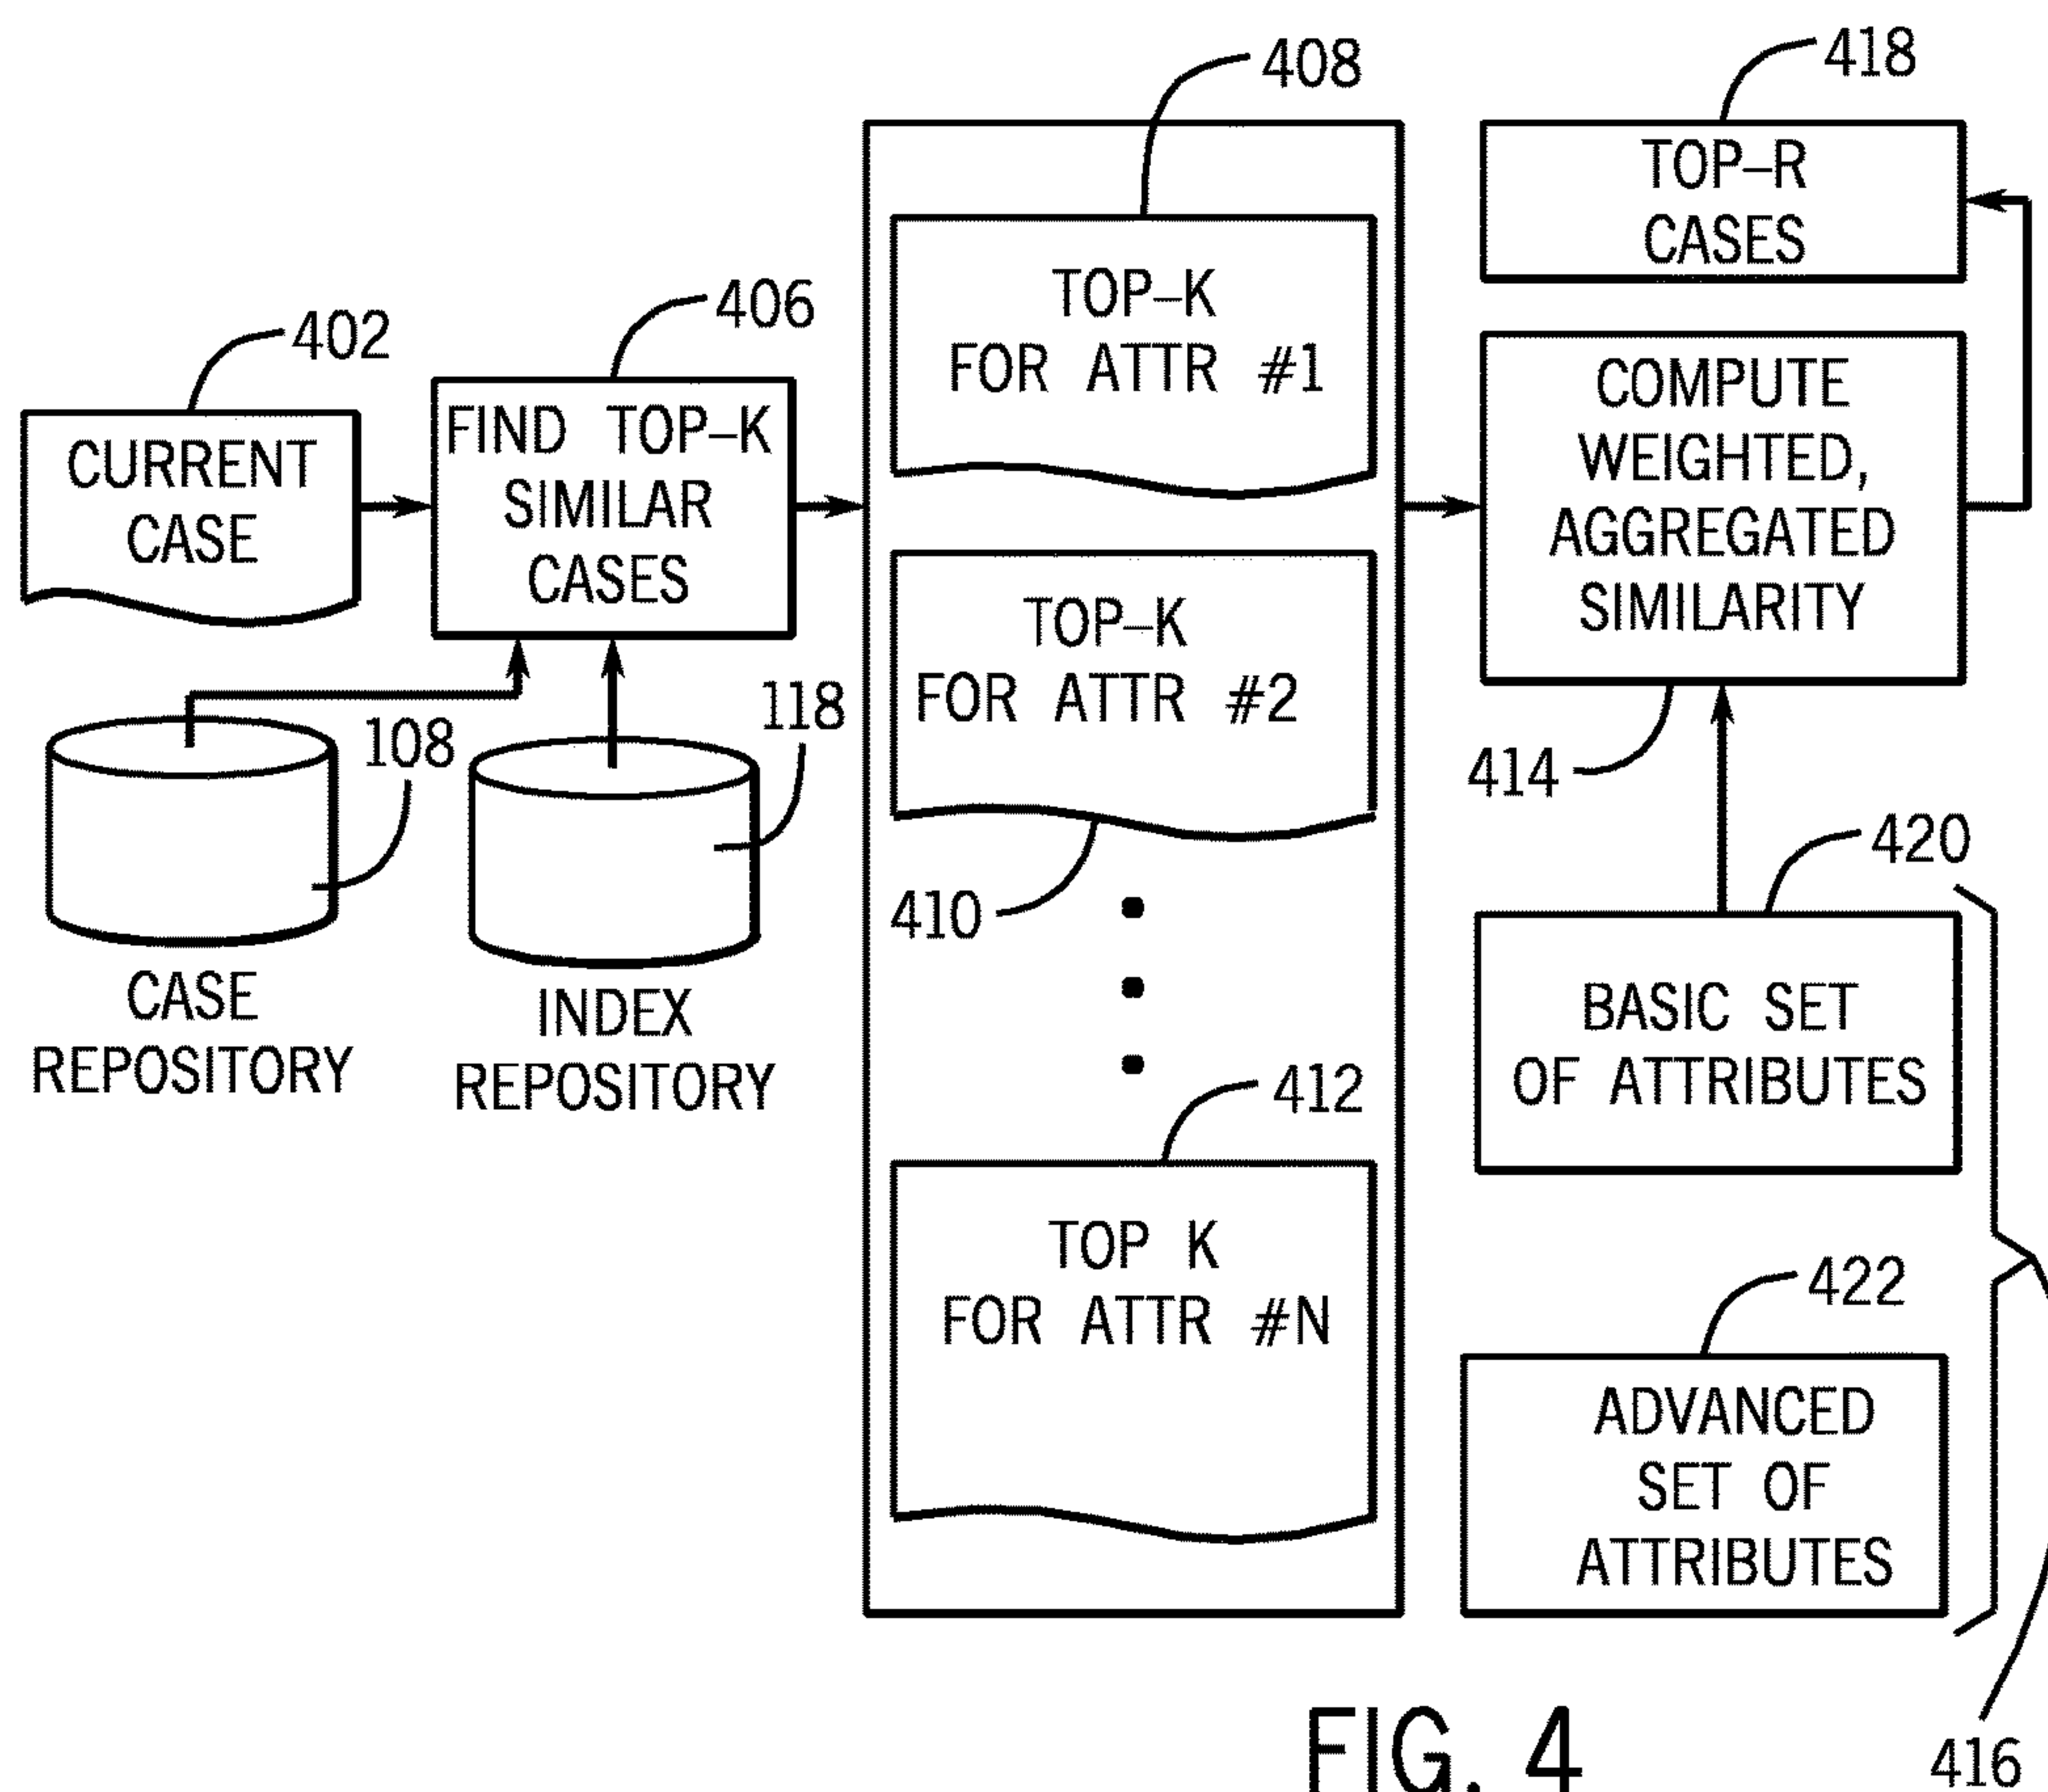 408
418
TOP–R
CASES
406
402
TOP–K
FOR ATTR #1
CURRENT
CASE
FIND TOP–K
SIMILAR
CASES
COMPUTE
WEIGHTED,
AGGREGATED
SIMILARITY
TOP–K
FOR ATTR #2
108
118
414
410
420
CASE
REPOSITORY
INDEX
REPOSITORY
BASIC SET
OF ATTRIBUTES
412
TOP K
FOR ATTR #N
422
ADVANCED
SET OF
ATTRIBUTES
FIG. 4
416